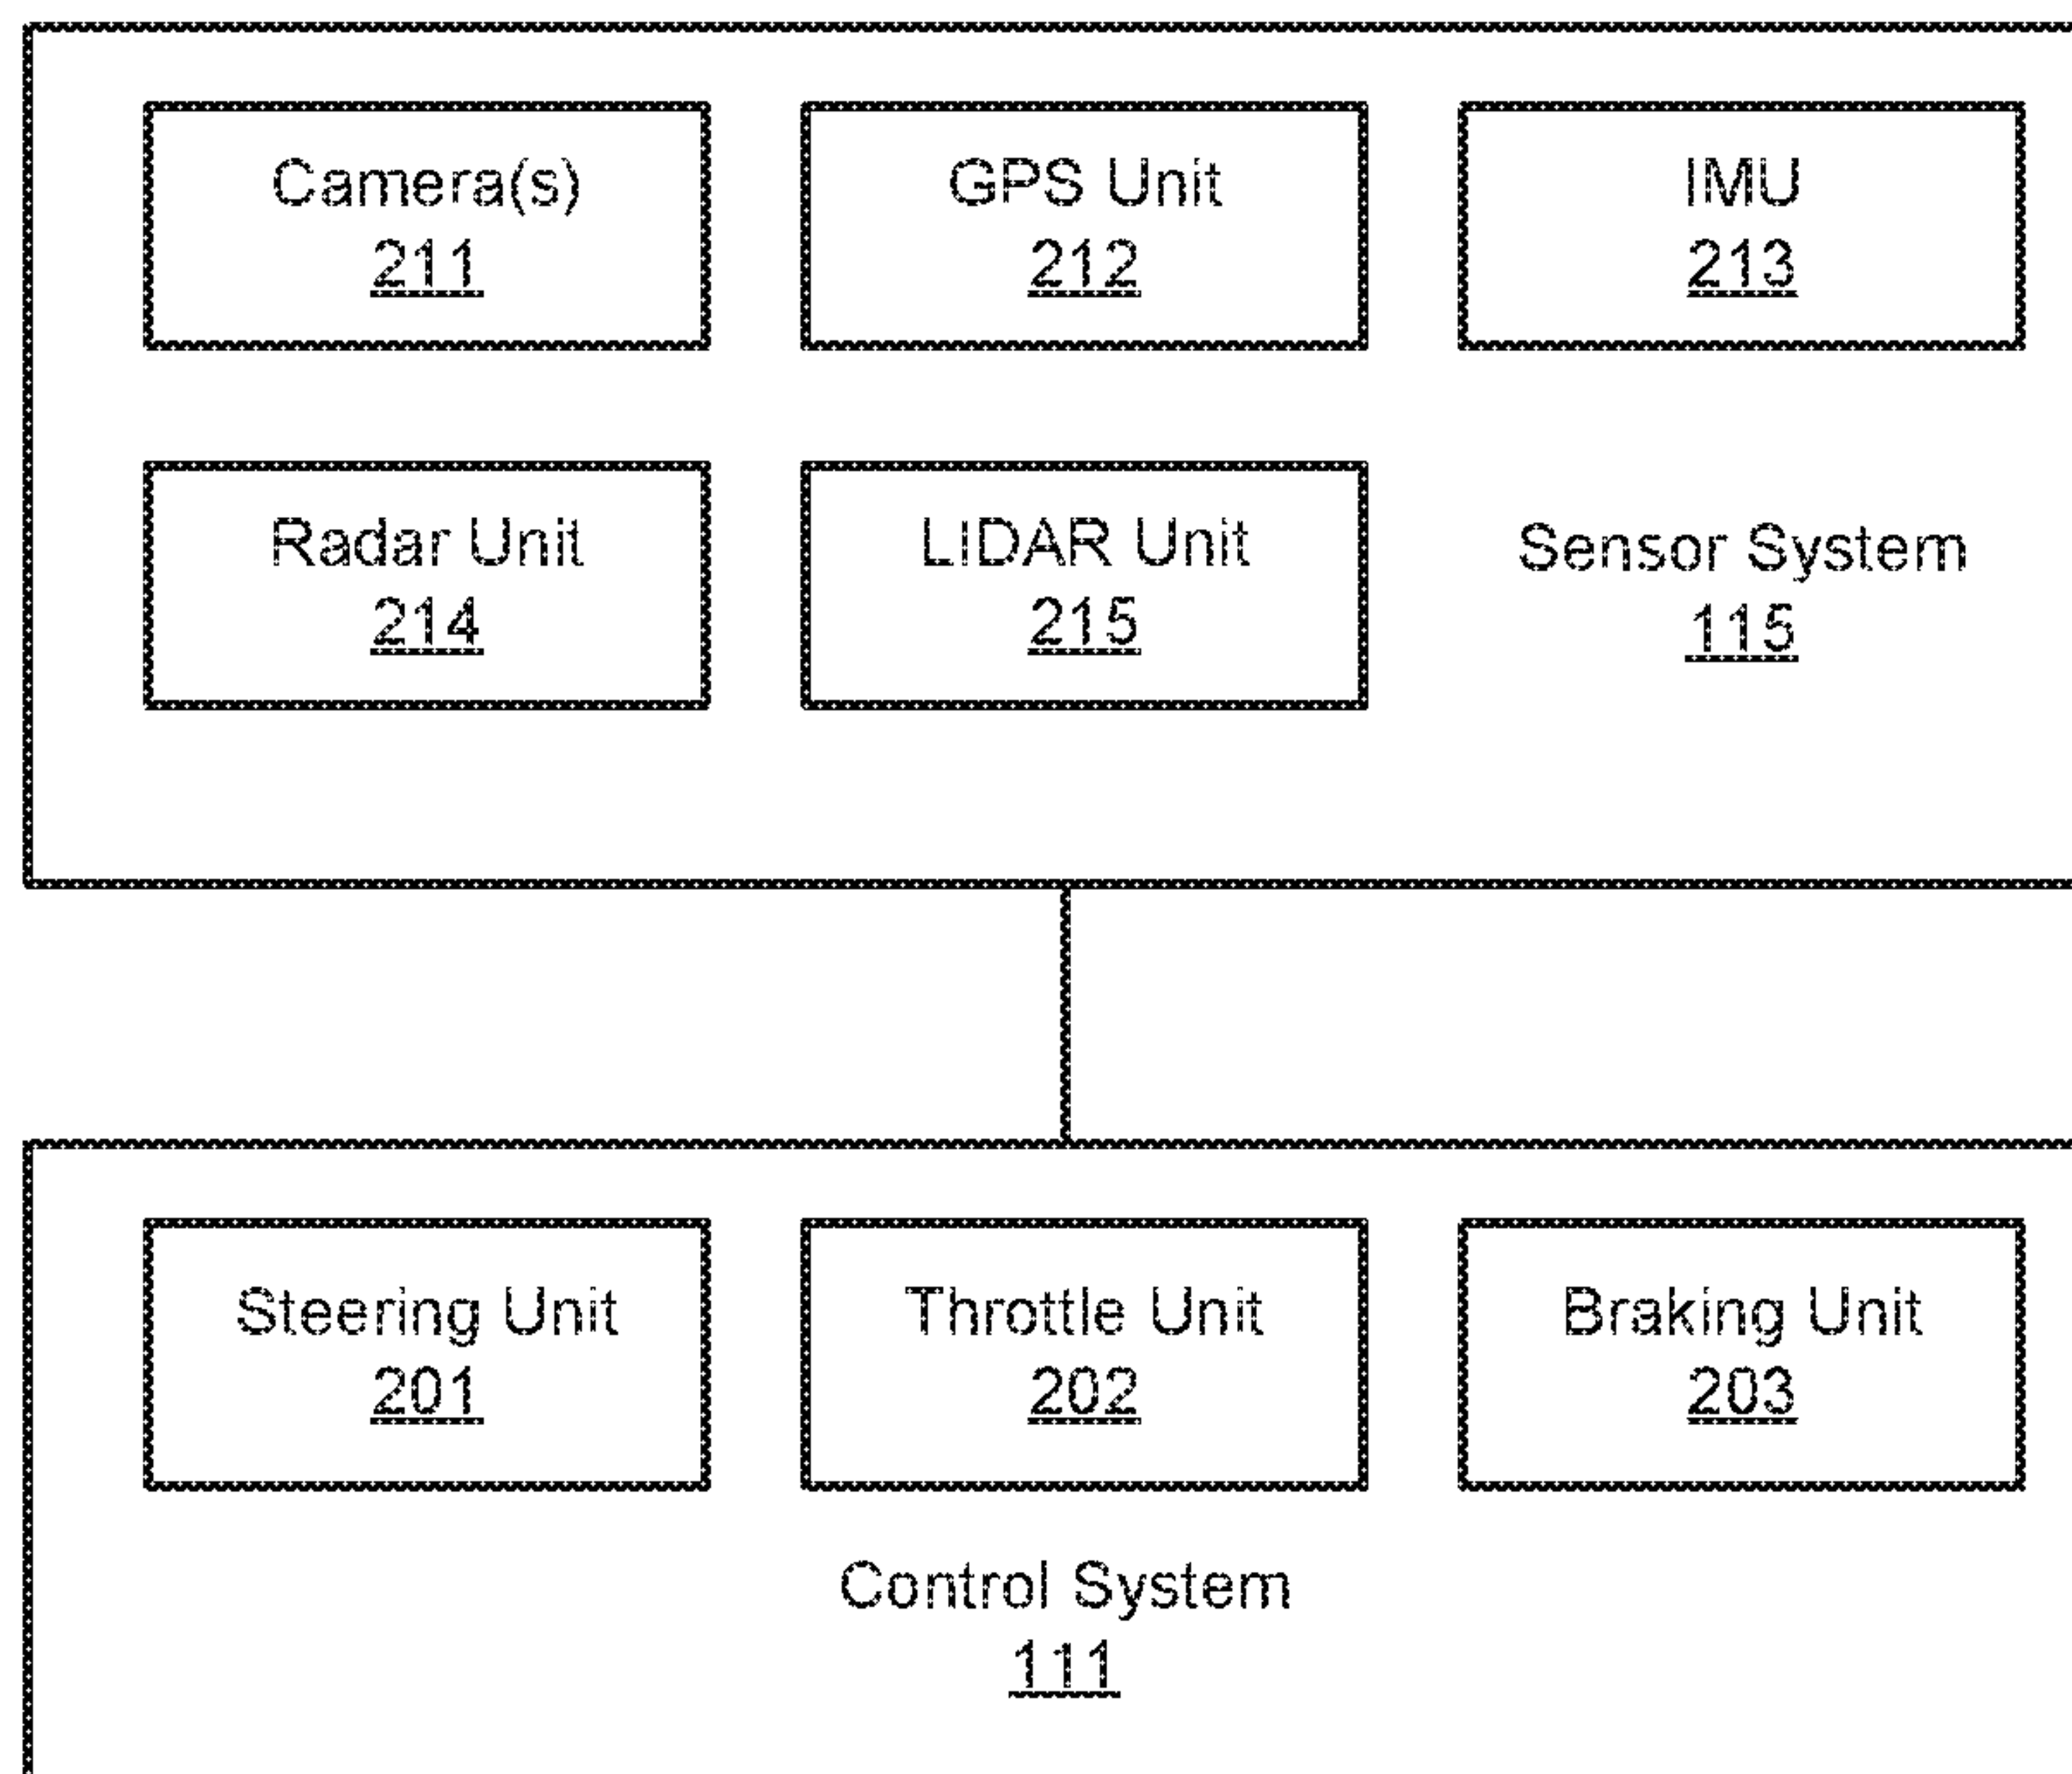 Camera(s)
211
GPS Unit
212
IMU
213
Radar Unit
214
LIDAR Unit
215
Sensor System
115
Steering Unit
201
Throttle Unit
202
Braking Unit
203
Control System
111